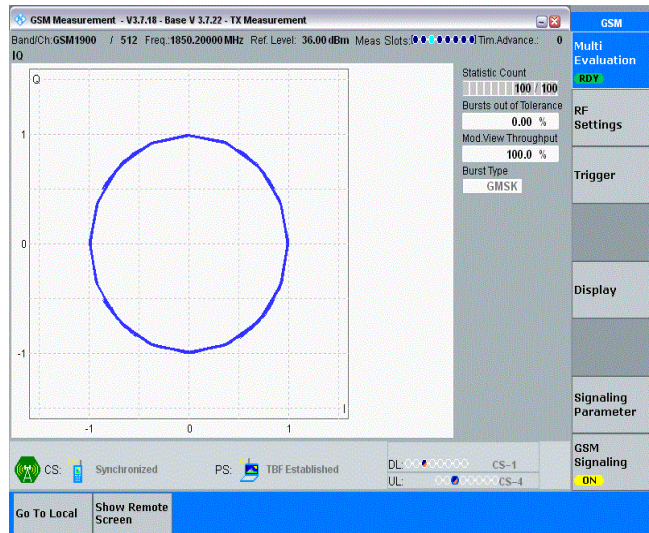 GSM Measurement - V3.7.18 - Base V 3.7.22 - TX Measurement
GSM
Band/Ch:GSM1900 / 512 Freq.:1850.20000 MHz Ref. Level: 36.00 dBm Meas Slots: Tim.Advance.: 0
IQ
Multi
Evaluation
RDY
Q
Statistic Count
100 / 100
Bursts out of Tolerance
0.00 %
Mod.View Throughput
100.0 %
Burst Type
GMSK
RF
Settings
Trigger
1
0
-1
I
-1 0 1
Display
Signaling
Parameter
GSM
Signaling
ON
CS: Synchronized PS: TBF Established
DL: CS-1
UL: CS-4
Go To Local
Show Remote
Screen